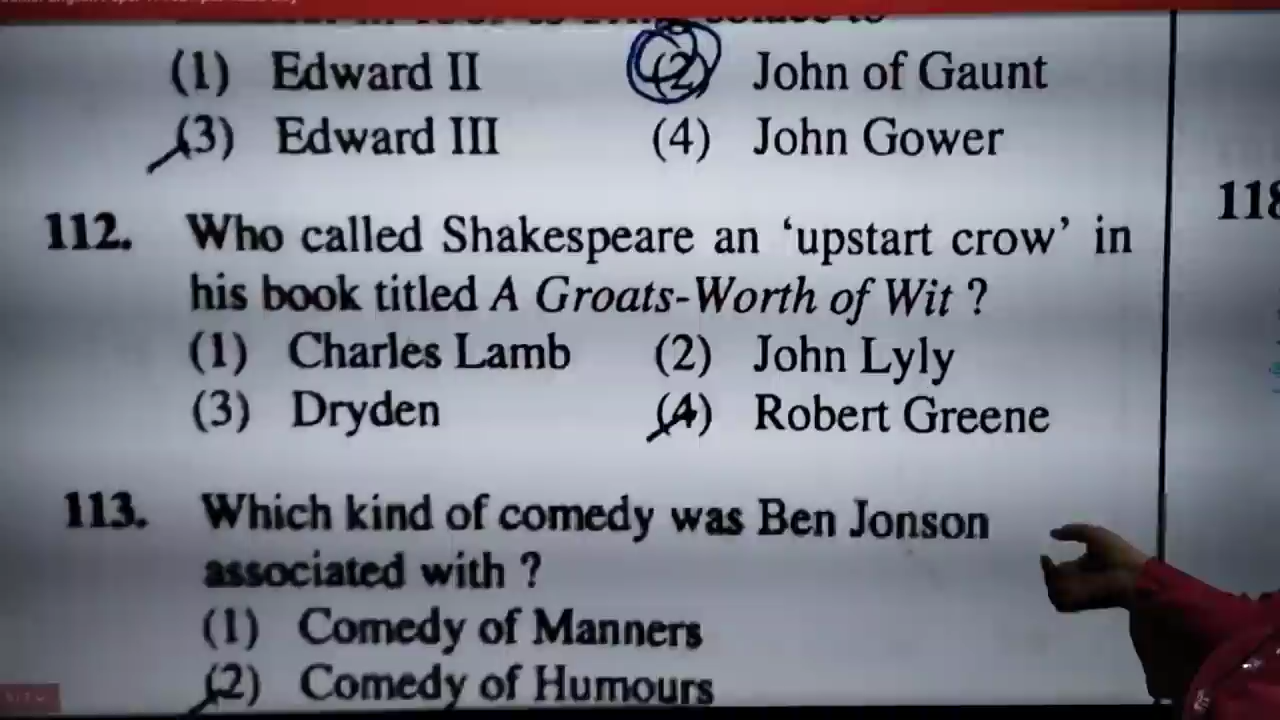 (1) Edward II (2) John of Gaunt
(3) Edward III (4) John Gower
112. Who called Shakespeare an ‘upstart crow’ in
his book titled A Groats-Worth of Wit ?
(1) Charles Lamb (2) John Lyly
(3) Dryden (4) Robert Greene
113. Which kind of comedy was Ben Jonson
associated with ?
(1) Comedy of Manners
(2) Comedy of Humours
118